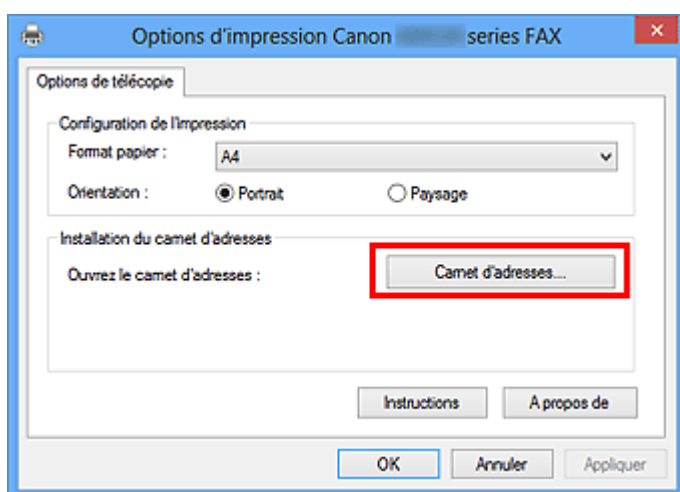 Options d'impression Canon series FAX
Options de télécopie
Configuration de l'impression
Format papier : A4
Orientation : Portrait Paysage
Installation du carnet d'adresses
Ouvrez le carnet d'adresses : Carnet d'adresses...
Instructions A propos de
OK Annuler Appliquer